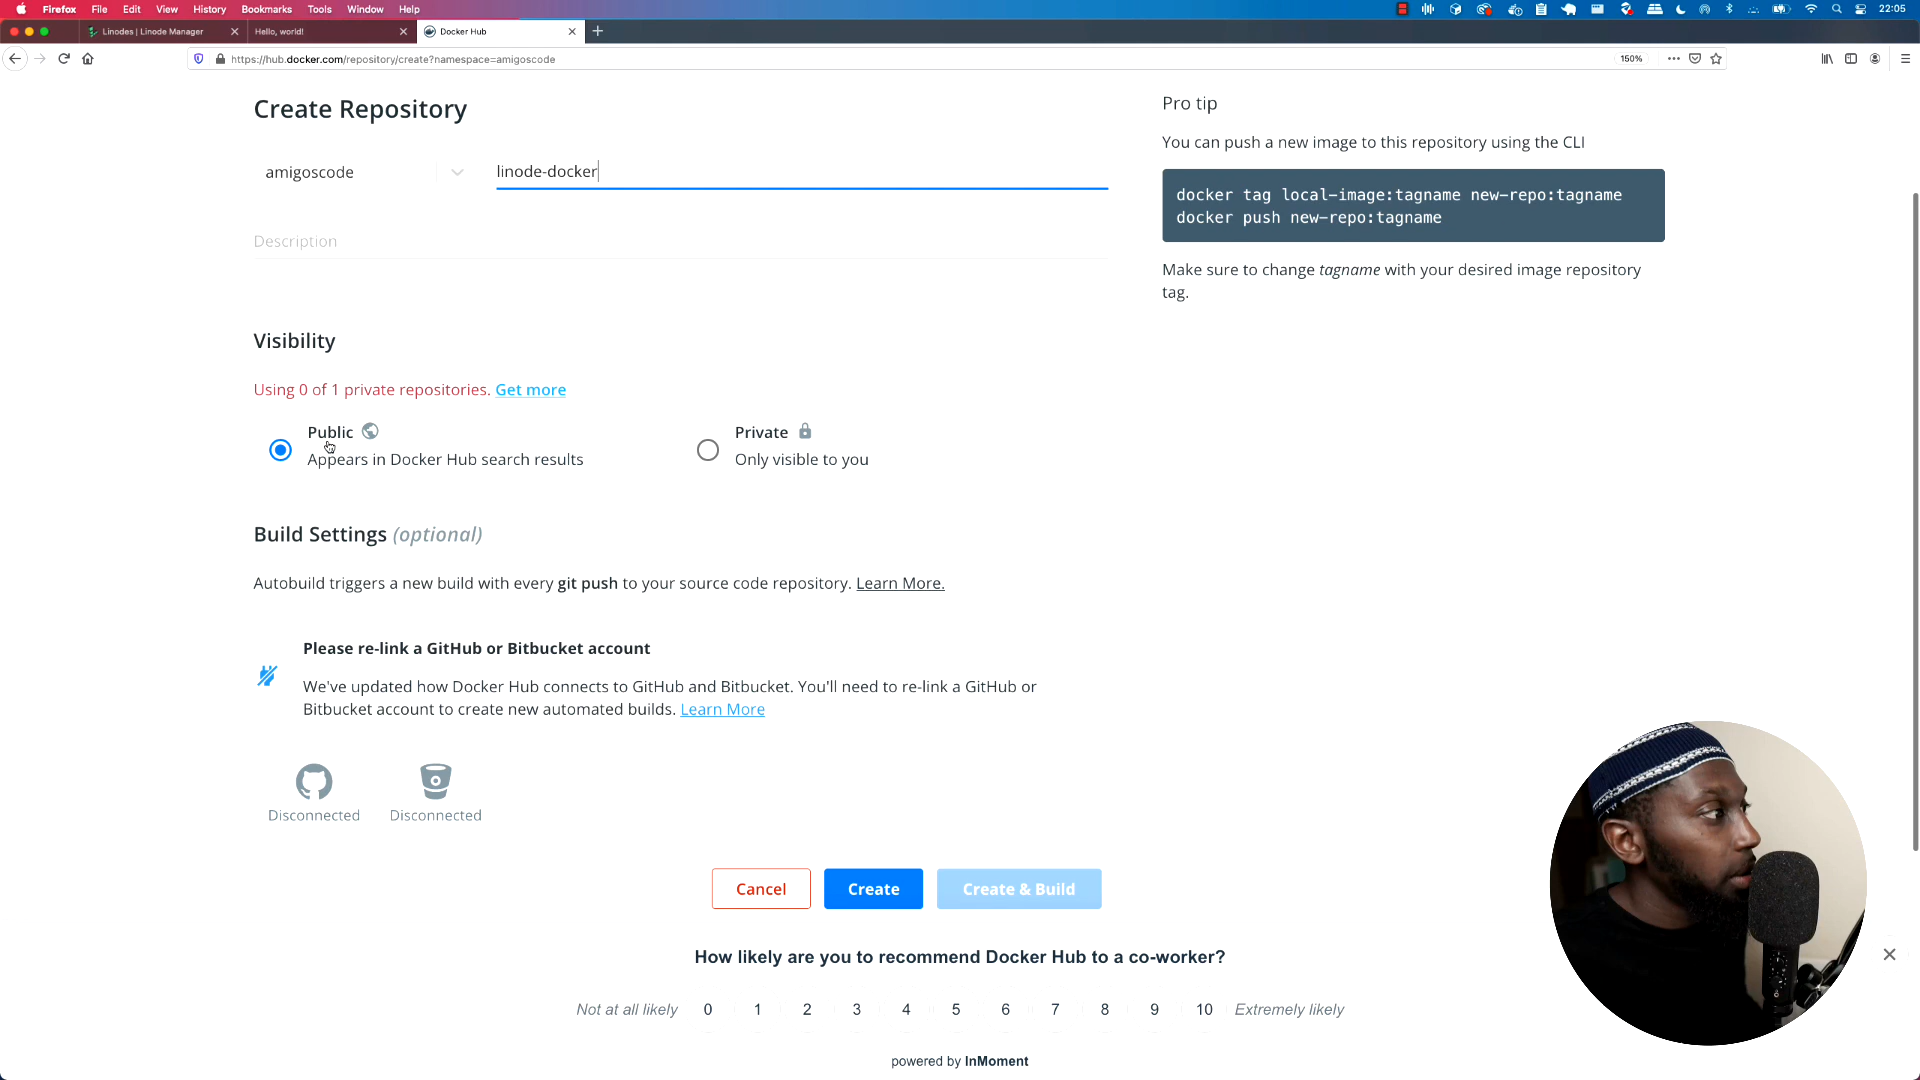 Firefox File Edit View History Bookmarks Tools Window Help 22:05
Linodes | Linode Manager Hello, world! Docker Hub
https://hub.docker.com/repository/create?namespace=amigoscode 150%
Create Repository
amigoscode linode-docker
Description
Pro tip
You can push a new image to this repository using the CLI
docker tag local-image:tagname new-repo:tagname
docker push new-repo:tagname
Make sure to change tagname with your desired image repository
tag.
Visibility
Using 0 of 1 private repositories. Get more
Public
Appears in Docker Hub search results
Private
Only visible to you
Build Settings (optional)
Autobuild triggers a new build with every git push to your source code repository. Learn More.
Please re-link a GitHub or Bitbucket account
We've updated how Docker Hub connects to GitHub and Bitbucket. You'll need to re-link a GitHub or
Bitbucket account to create new automated builds. Learn More
Disconnected Disconnected
Cancel Create Create & Build
How likely are you to recommend Docker Hub to a co-worker?
Not at all likely 0 1 2 3 4 5 6 7 8 9 10 Extremely likely
powered by InMoment